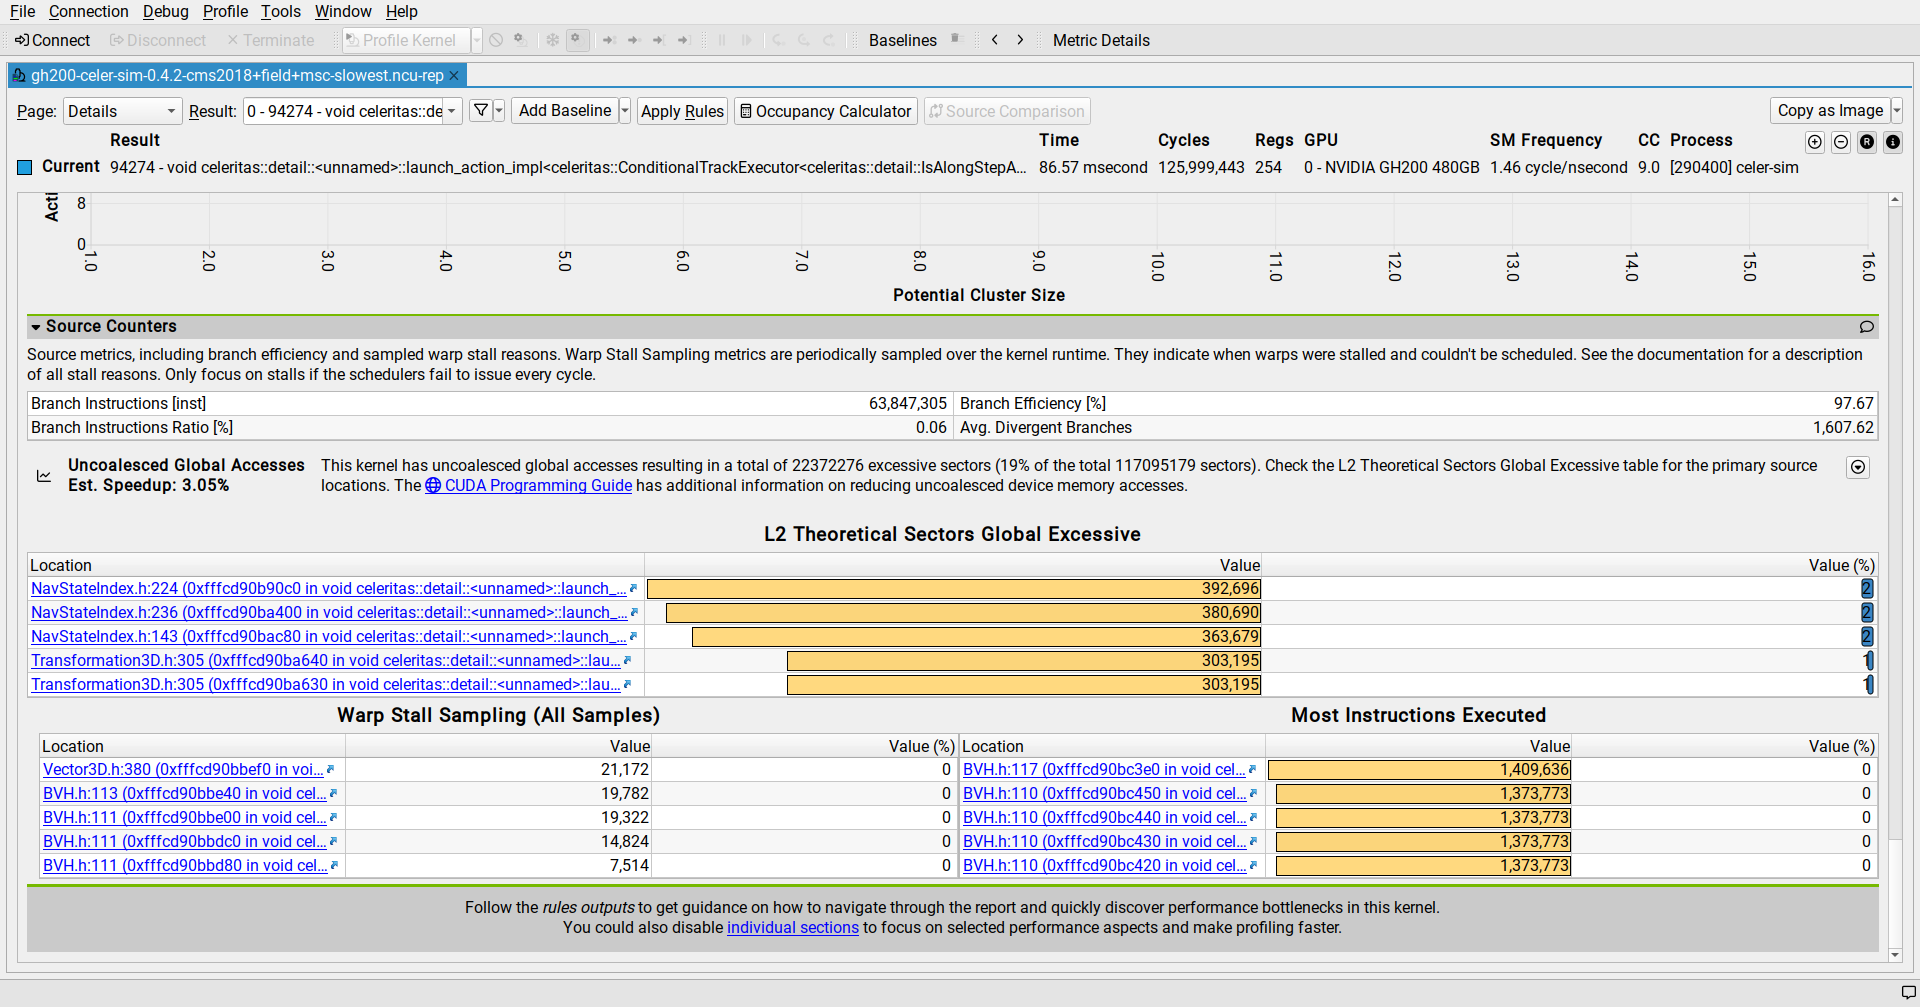 File Connection Debug Profile Tools Window Help
Connect Disconnect Terminate Profile Kernel Baselines Metric Details
gh200-celer-sim-0.4.2-cms2018+field+msc-slowest.ncu-rep
Page: Details Result: 0 - 94274 - void celeritas::de Add Baseline Apply Rules Occupancy Calculator Source Comparison Copy as Image
Result Time Cycles Regs GPU SM Frequency CC Process
Current 94274 - void celeritas::detail::<unnamed>::launch_action_impl<celeritas::ConditionalTrackExecutor<celeritas::detail::IsAlongStepA... 86.57 msecond 125,999,443 254 0 - NVIDIA GH200 480GB 1.46 cycle/nsecond 9.0 [290400] celer-sim
Acti
8
0
1.0 2.0 3.0 4.0 5.0 6.0 7.0 8.0 9.0 10.0 11.0 12.0 13.0 14.0 15.0 16.0
Potential Cluster Size
Source Counters
Source metrics, including branch efficiency and sampled warp stall reasons. Warp Stall Sampling metrics are periodically sampled over the kernel runtime. They indicate when warps were stalled and couldn't be scheduled. See the documentation for a description
of all stall reasons. Only focus on stalls if the schedulers fail to issue every cycle.
Branch Instructions [inst] 63,847,305 Branch Efficiency [%] 97.67
Branch Instructions Ratio [%] 0.06 Avg. Divergent Branches 1,607.62
Uncoalesced Global Accesses This kernel has uncoalesced global accesses resulting in a total of 22372276 excessive sectors (19% of the total 117095179 sectors). Check the L2 Theoretical Sectors Global Excessive table for the primary source
Est. Speedup: 3.05% locations. The CUDA Programming Guide has additional information on reducing uncoalesced device memory accesses.
L2 Theoretical Sectors Global Excessive
Location Value Value (%)
NavStateIndex.h:224 (0xfffcd90b90c0 in void celeritas::detail::<unnamed>::launch_... 392,696 2
NavStateIndex.h:236 (0xfffcd90ba400 in void celeritas::detail::<unnamed>::launch_... 380,690 2
NavStateIndex.h:143 (0xfffcd90bac80 in void celeritas::detail::<unnamed>::launch_... 363,679 2
Transformation3D.h:305 (0xfffcd90ba640 in void celeritas::detail::<unnamed>::lau... 303,195 1
Transformation3D.h:305 (0xfffcd90ba630 in void celeritas::detail::<unnamed>::lau... 303,195 1
Warp Stall Sampling (All Samples) Most Instructions Executed
Location Value Value (%) Location Value Value (%)
Vector3D.h:380 (0xfffcd90bbef0 in voi... 21,172 0 BVH.h:117 (0xfffcd90bc3e0 in void cel... 1,409,636 0
BVH.h:113 (0xfffcd90bbe40 in void cel... 19,782 0 BVH.h:110 (0xfffcd90bc450 in void cel... 1,373,773 0
BVH.h:111 (0xfffcd90bbe00 in void cel... 19,322 0 BVH.h:110 (0xfffcd90bc440 in void cel... 1,373,773 0
BVH.h:111 (0xfffcd90bbdc0 in void cel... 14,824 0 BVH.h:110 (0xfffcd90bc430 in void cel... 1,373,773 0
BVH.h:111 (0xfffcd90bbd80 in void cel... 7,514 0 BVH.h:110 (0xfffcd90bc420 in void cel... 1,373,773 0
Follow the rules outputs to get guidance on how to navigate through the report and quickly discover performance bottlenecks in this kernel.
You could also disable individual sections to focus on selected performance aspects and make profiling faster.